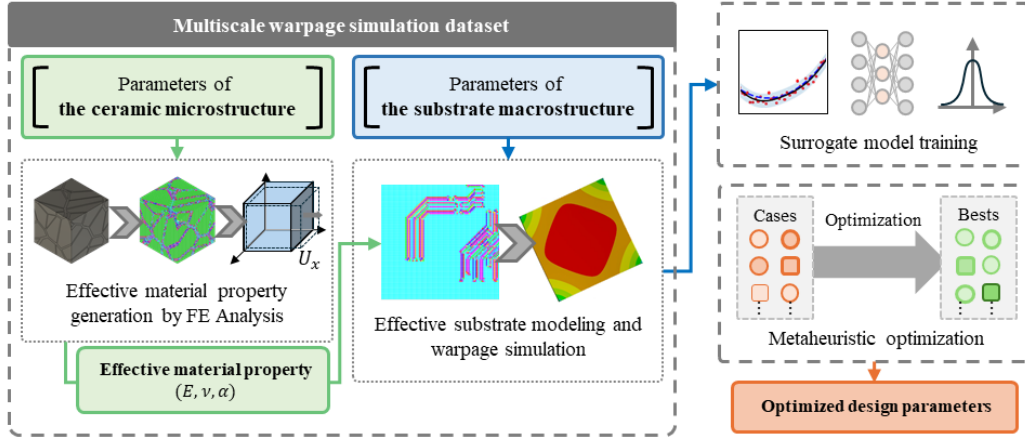 Multiscale warpage simulation dataset
Parameters of
the ceramic microstructure
Parameters of
the substrate macrostructure
U_x
Effective material property
generation by FE Analysis
Effective material property
(E, ν, α)
Effective substrate modeling and
warpage simulation
Surrogate model training
Cases
Optimization
Bests
Metaheuristic optimization
Optimized design parameters